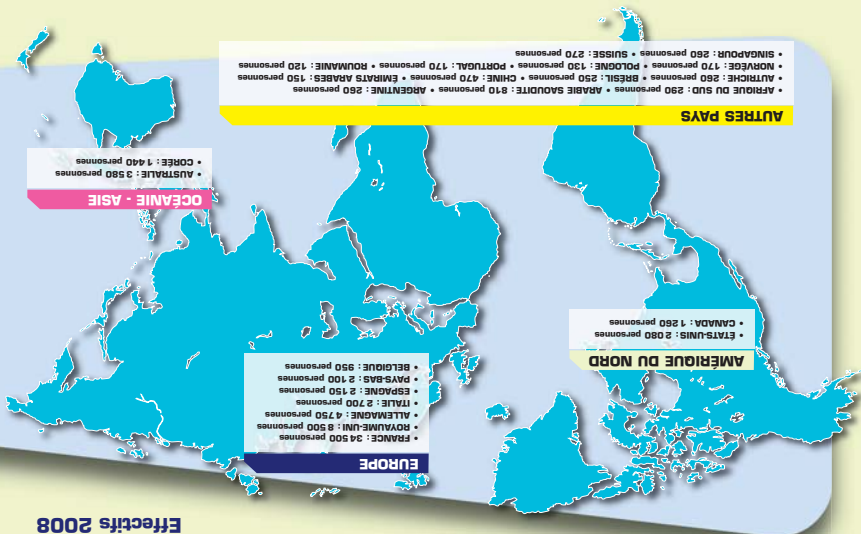 Effectifs 2008
EUROPE
• FRANCE : 34 500 personnes
• ROYAUME-UNI : 8 500 personnes
• ALLEMAGNE : 4 750 personnes
• ITALIE : 2 700 personnes
• ESPAGNE : 2 150 personnes
• PAYS-BAS : 2 100 personnes
• BELGIQUE : 950 personnes
AMÉRIQUE DU NORD
• ÉTATS-UNIS : 2 080 personnes
• CANADA : 1 260 personnes
OCÉANIE - ASIE
• AUSTRALIE : 3 580 personnes
• CORÉE : 1 440 personnes
AUTRES PAYS
• AFRIQUE DU SUD : 290 personnes • ARABIE SAOUDITE : 610 personnes • ARGENTINE : 260 personnes
• AUTRICHE : 260 personnes • BRÉSIL : 250 personnes • CHINE : 470 personnes • ÉMIRATS ARABES : 150 personnes
• NORVÈGE : 170 personnes • POLOGNE : 130 personnes • PORTUGAL : 170 personnes • ROUMANIE : 120 personnes
• SINGAPOUR : 260 personnes • SUISSE : 270 personnes